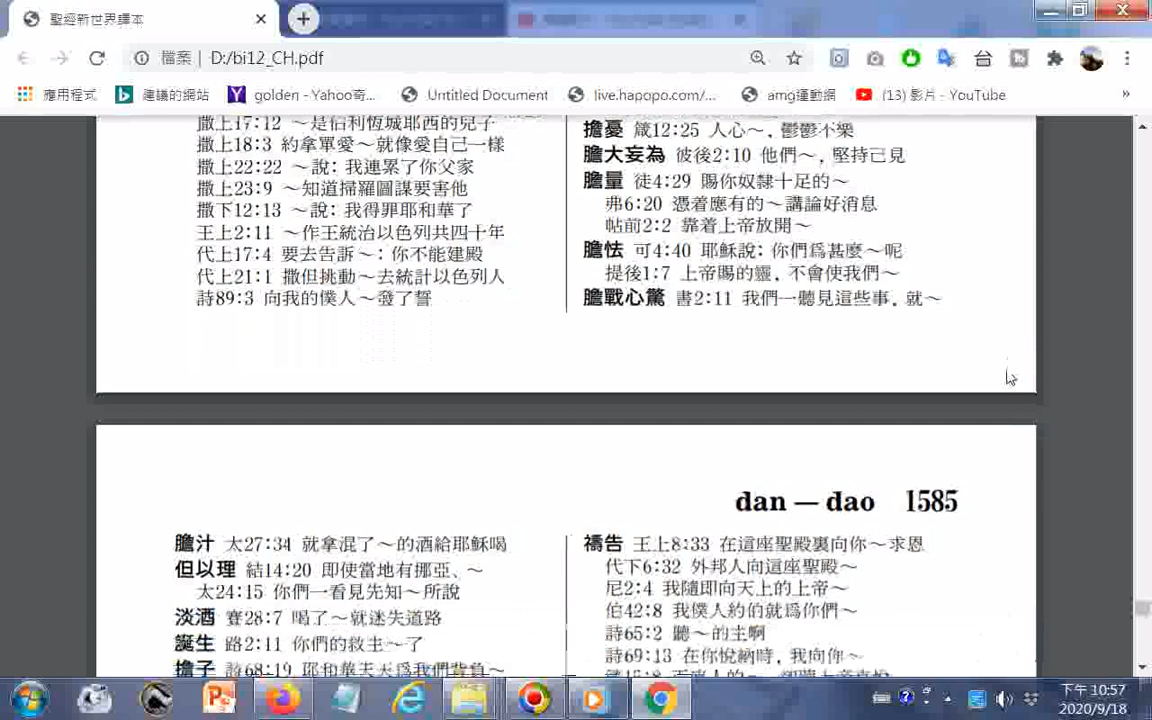 聖經新世界譯本
檔案 | D:/bi12_CH.pdf
應用程式
建議的網站
golden - Yahoo奇...
Untitled Document
live.hapopo.com/...
amg運動網
(13) 影片 - YouTube
»
撒上17:12 ～是伯利恆城耶西的兒子
撒上18:3 約拿單愛～就像愛自己一樣
撒上22:22 ～說：我連累了你父家
撒上23:9 ～知道掃羅圖謀要害他
撒下12:13 ～說：我得罪耶和華了
王上2:11 ～作王統治以色列共四十年
代上17:4 要去告訴～：你不能建殿
代上21:1 撒但挑動～去統計以色列人
詩89:3 向我的僕人～發了誓
擔憂 箴12:25 人心～，鬱鬱不樂
膽大妄為 彼後2:10 他們～，堅持己見
膽量 徒4:29 賜你奴隸十足的～
弗6:20 憑着應有的～講論好消息
帖前2:2 靠着上帝放開～
膽怯 可4:40 耶穌說：你們爲甚麼～呢
提後1:7 上帝賜的靈，不會使我們～
膽戰心驚 書2:11 我們一聽見這些事，就～
dan — dao 1585
膽汁 太27:34 就拿混了～的酒給耶穌喝
但以理 結14:20 即使當地有挪亞、～
太24:15 你們一看見先知～所說
淡酒 賽28:7 喝了～就迷失道路
誕生 路2:11 你們的救主～了
擔子 詩68:19 耶和華天天爲我們背負～
禱告 王上8:33 在這座聖殿裏向你～求恩
代下6:32 外邦人向這座聖殿～
尼2:4 我隨即向天上的上帝～
伯42:8 我僕人約伯就爲你們～
詩65:2 聽～的主啊
詩69:13 在你悅納時，我向你～
下午 10:57
2020/9/18